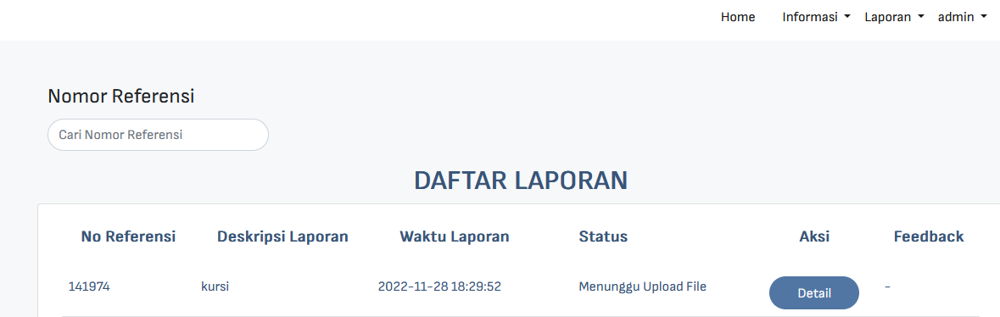 Home Informasi Laporan admin
Nomor Referensi
Cari Nomor Referensi
DAFTAR LAPORAN
No Referensi Deskripsi Laporan Waktu Laporan Status Aksi Feedback
141974 kursi 2022-11-28 18:29:52 Menunggu Upload File Detail -